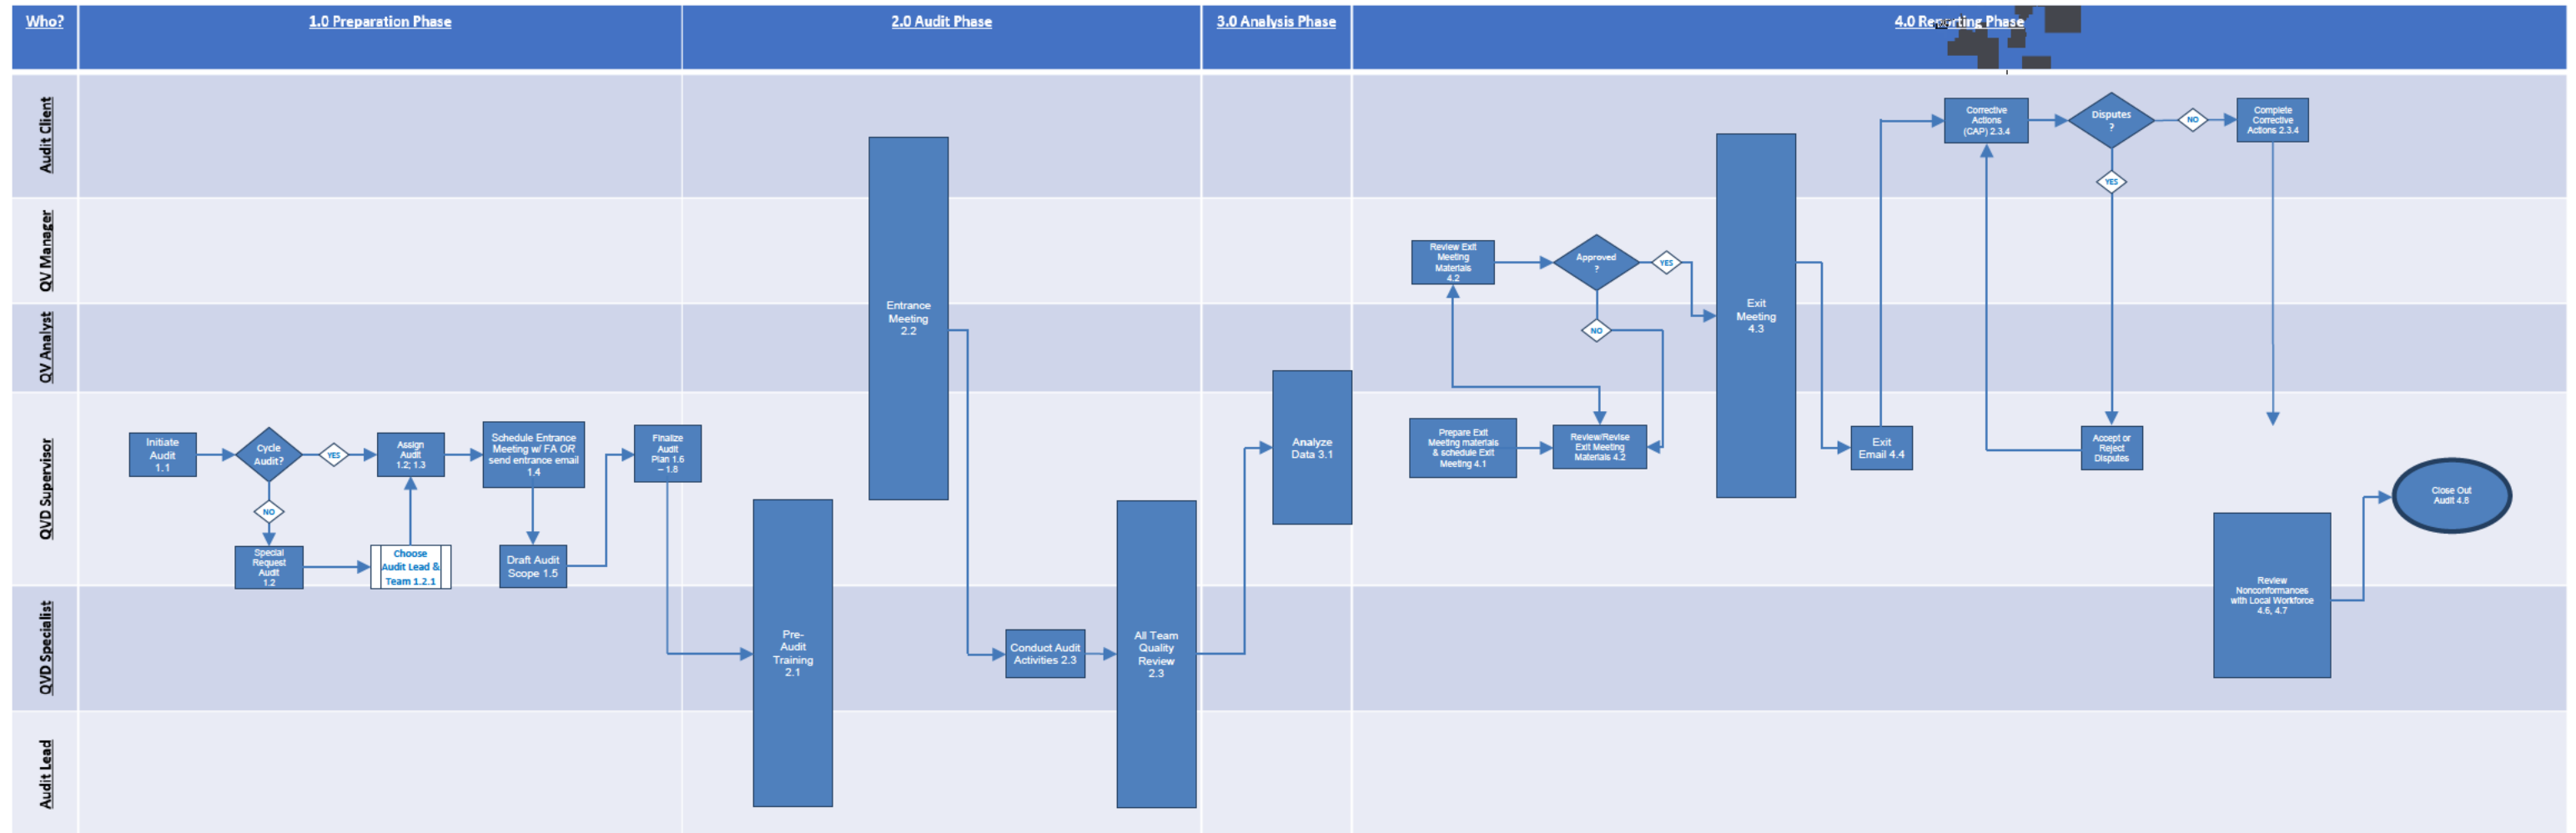 Who?
1.0 Preparation Phase
2.0 Audit Phase
3.0 Analysis Phase
4.0 Reporting Phase
Audit Client
QV Manager
QV Analyst
QVD Supervisor
QVD Specialist
Audit Lead
Initiate
Audit
1.1
Cycle
Audit?
YES
NO
Special
Request
Audit
1.2
Choose
Audit Lead &
Team 1.2.1
Assign
Audit
1.2; 1.3
Schedule Entrance
Meeting w/ FA OR
send entrance email
1.4
Draft Audit
Scope 1.5
Finalize
Audit
Plan 1.6
– 1.8
Pre-
Audit
Training
2.1
Entrance
Meeting
2.2
Conduct Audit
Activities 2.3
All Team
Quality
Review
2.3
Analyze
Data 3.1
Prepare Exit
Meeting materials
& schedule Exit
Meeting 4.1
Review/Revise
Exit Meeting
Materials 4.2
Review Exit
Meeting
Materials
4.2
Approved
?
YES
NO
Exit
Meeting
4.3
Exit
Email 4.4
Corrective
Actions
(CAP) 2.3.4
Disputes
?
NO
YES
Complete
Corrective
Actions 2.3.4
Accept or
Reject
Disputes
Review
Nonconformances
with Local Workforce
4.6, 4.7
Close Out
Audit 4.8